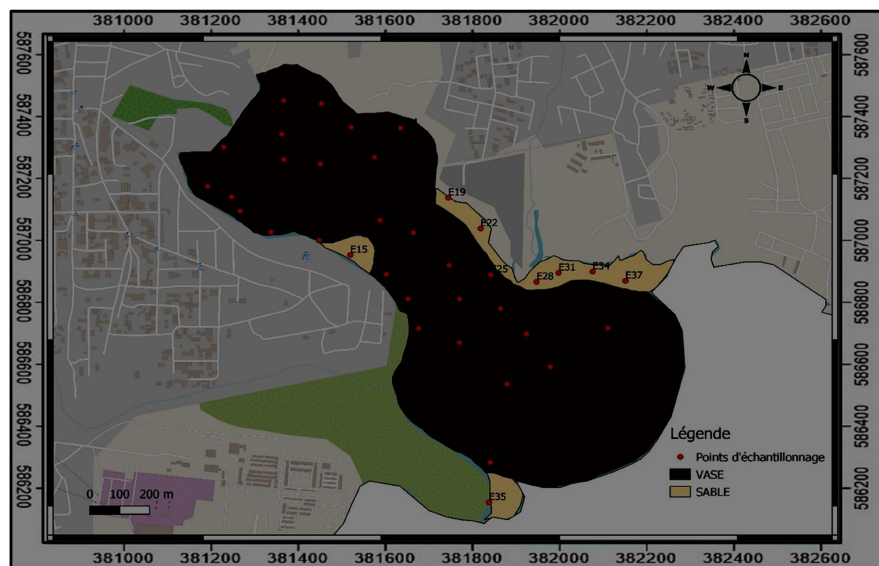 381000 381200 381400 381600 381800 382000 382200 382400 382600
587600 587600
587400 587400
N
W E
S
587200 587200
E19
E22
587000 587000
E15
E25
E28 E31 E34 E37
586800 586800
586600 586600
586400 586400
Légende
Points d'échantillonnage
VASE
SABLE
586200 586200
E35
0 100 200 m
381000 381200 381400 381600 381800 382000 382200 382400 382600